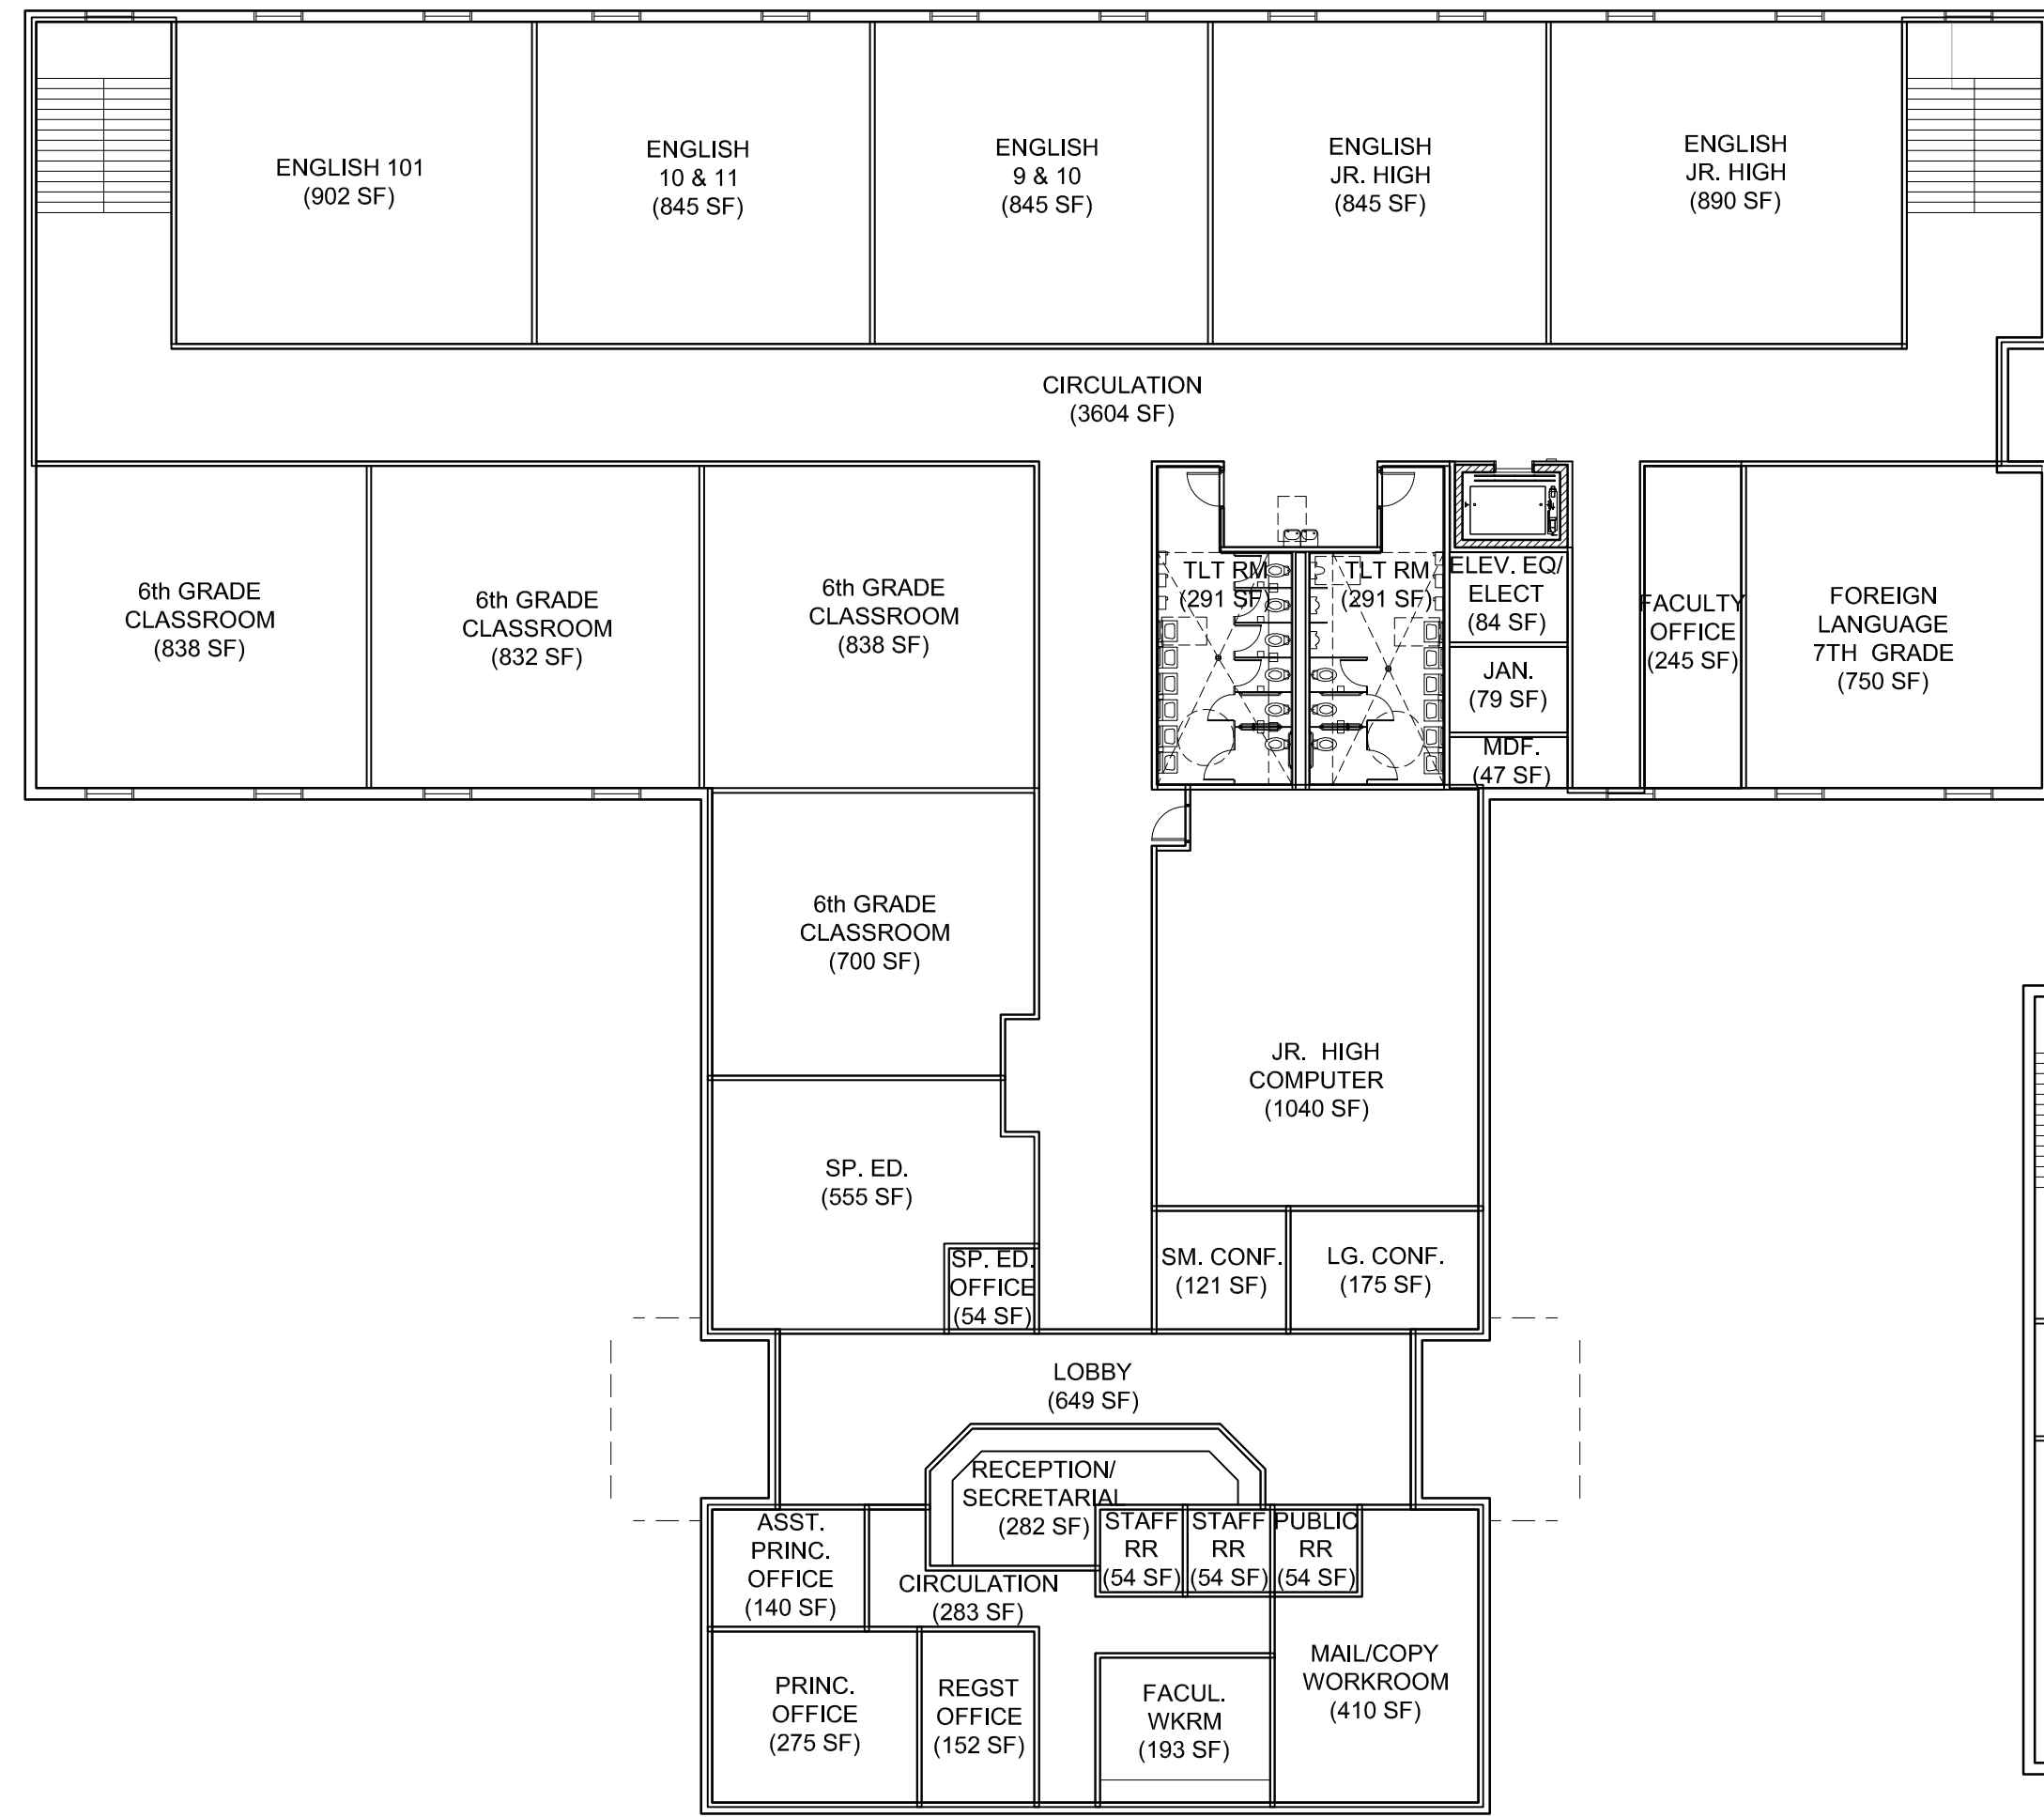 ENGLISH 101
(902 SF)
ENGLISH
10 & 11
(845 SF)
ENGLISH
9 & 10
(845 SF)
ENGLISH
JR. HIGH
(845 SF)
ENGLISH
JR. HIGH
(890 SF)
CIRCULATION
(3604 SF)
6th GRADE
CLASSROOM
(838 SF)
6th GRADE
CLASSROOM
(832 SF)
6th GRADE
CLASSROOM
(838 SF)
TLT RM
(291 SF)
TLT RM
(291 SF)
ELEV. EQ/
ELECT
(84 SF)
JAN.
(79 SF)
MDF.
(47 SF)
FACULTY
OFFICE
(245 SF)
FOREIGN
LANGUAGE
7TH GRADE
(750 SF)
6th GRADE
CLASSROOM
(700 SF)
JR. HIGH
COMPUTER
(1040 SF)
SP. ED.
(555 SF)
SP. ED.
OFFICE
(54 SF)
SM. CONF.
(121 SF)
LG. CONF.
(175 SF)
LOBBY
(649 SF)
RECEPTION/
SECRETARIAL
(282 SF)
STAFF
RR
(54 SF)
STAFF
RR
(54 SF)
PUBLIC
RR
(54 SF)
ASST.
PRINC.
OFFICE
(140 SF)
CIRCULATION
(283 SF)
PRINC.
OFFICE
(275 SF)
REGST
OFFICE
(152 SF)
FACUL.
WKRM
(193 SF)
MAIL/COPY
WORKROOM
(410 SF)